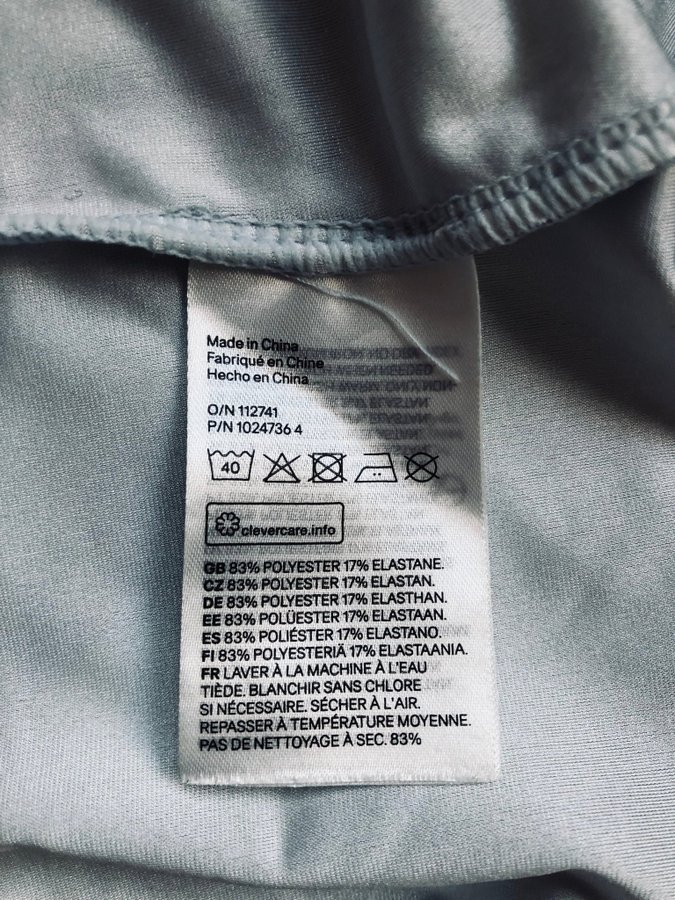 Made in China
Fabriqué en Chine
Hecho en China
O/N 112741
P/N 1024736 4
40
clevercare.info
GB 83% POLYESTER 17% ELASTANE.
CZ 83% POLYESTER 17% ELASTAN.
DE 83% POLYESTER 17% ELASTHAN.
EE 83% POLÜESTER 17% ELASTAAN.
ES 83% POLIÉSTER 17% ELASTANO.
FI 83% POLYESTERIÄ 17% ELASTAANIA.
FR LAVER À LA MACHINE À L'EAU
TIÈDE. BLANCHIR SANS CHLORE
SI NÉCESSAIRE. SÉCHER À L'AIR.
REPASSER À TEMPÉRATURE MOYENNE.
PAS DE NETTOYAGE À SEC. 83%